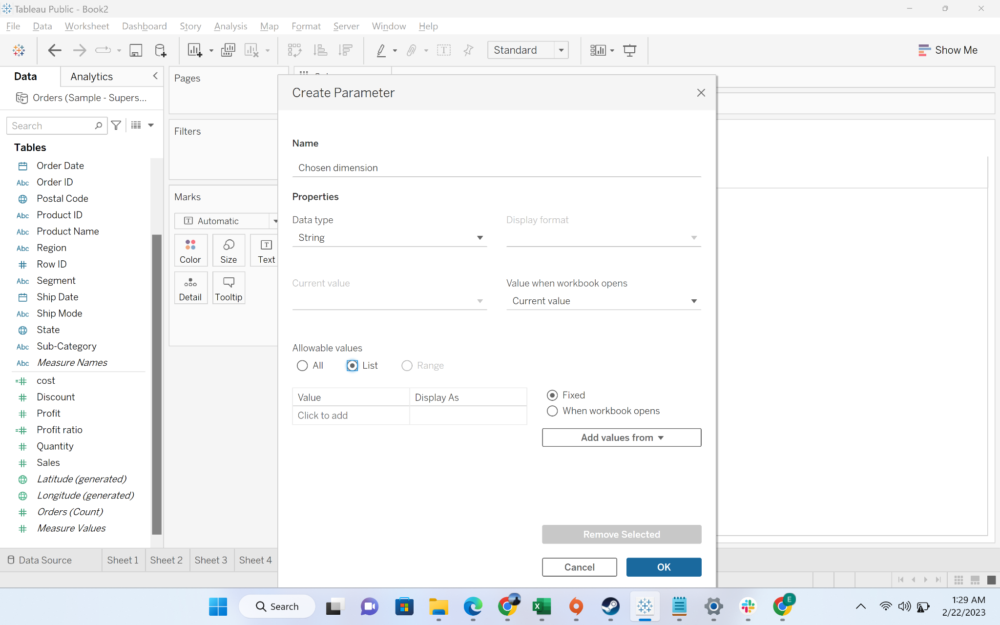 Tableau Public - Book2
File Data Worksheet Dashboard Story Analysis Map Format Server Window Help
Standard
Show Me
Data
Analytics
Orders (Sample - Supers...
Search
Tables
Order Date
Abc Order ID
Postal Code
Abc Product ID
Abc Product Name
Abc Region
Row ID
Abc Segment
Ship Date
Abc Ship Mode
State
Abc Sub-Category
Abc Measure Names
cost
Discount
Profit
Profit ratio
Quantity
Sales
Latitude (generated)
Longitude (generated)
Orders (Count)
Measure Values
Pages
Filters
Marks
Automatic
Color Size Text
Detail Tooltip
Create Parameter
Name
Chosen dimension
Properties
Data type
String
Display format
Current value
Value when workbook opens
Current value
Allowable values
All List Range
Value Display As
Click to add
Fixed
When workbook opens
Add values from
Remove Selected
Cancel OK
Data Source Sheet 1 Sheet 2 Sheet 3 Sheet 4
Search
E
1:29 AM
2/22/2023